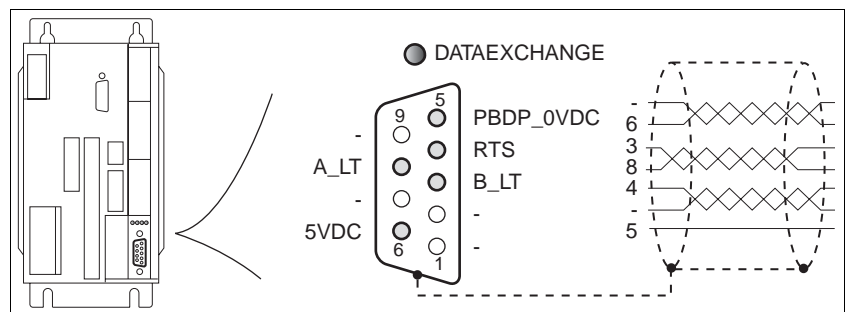 DATAEXCHANGE
9
5
-
PBDP_0VDC
A_LT
RTS
-
B_LT
5VDC
-
6
-
1
-
6
3
8
4
-
5